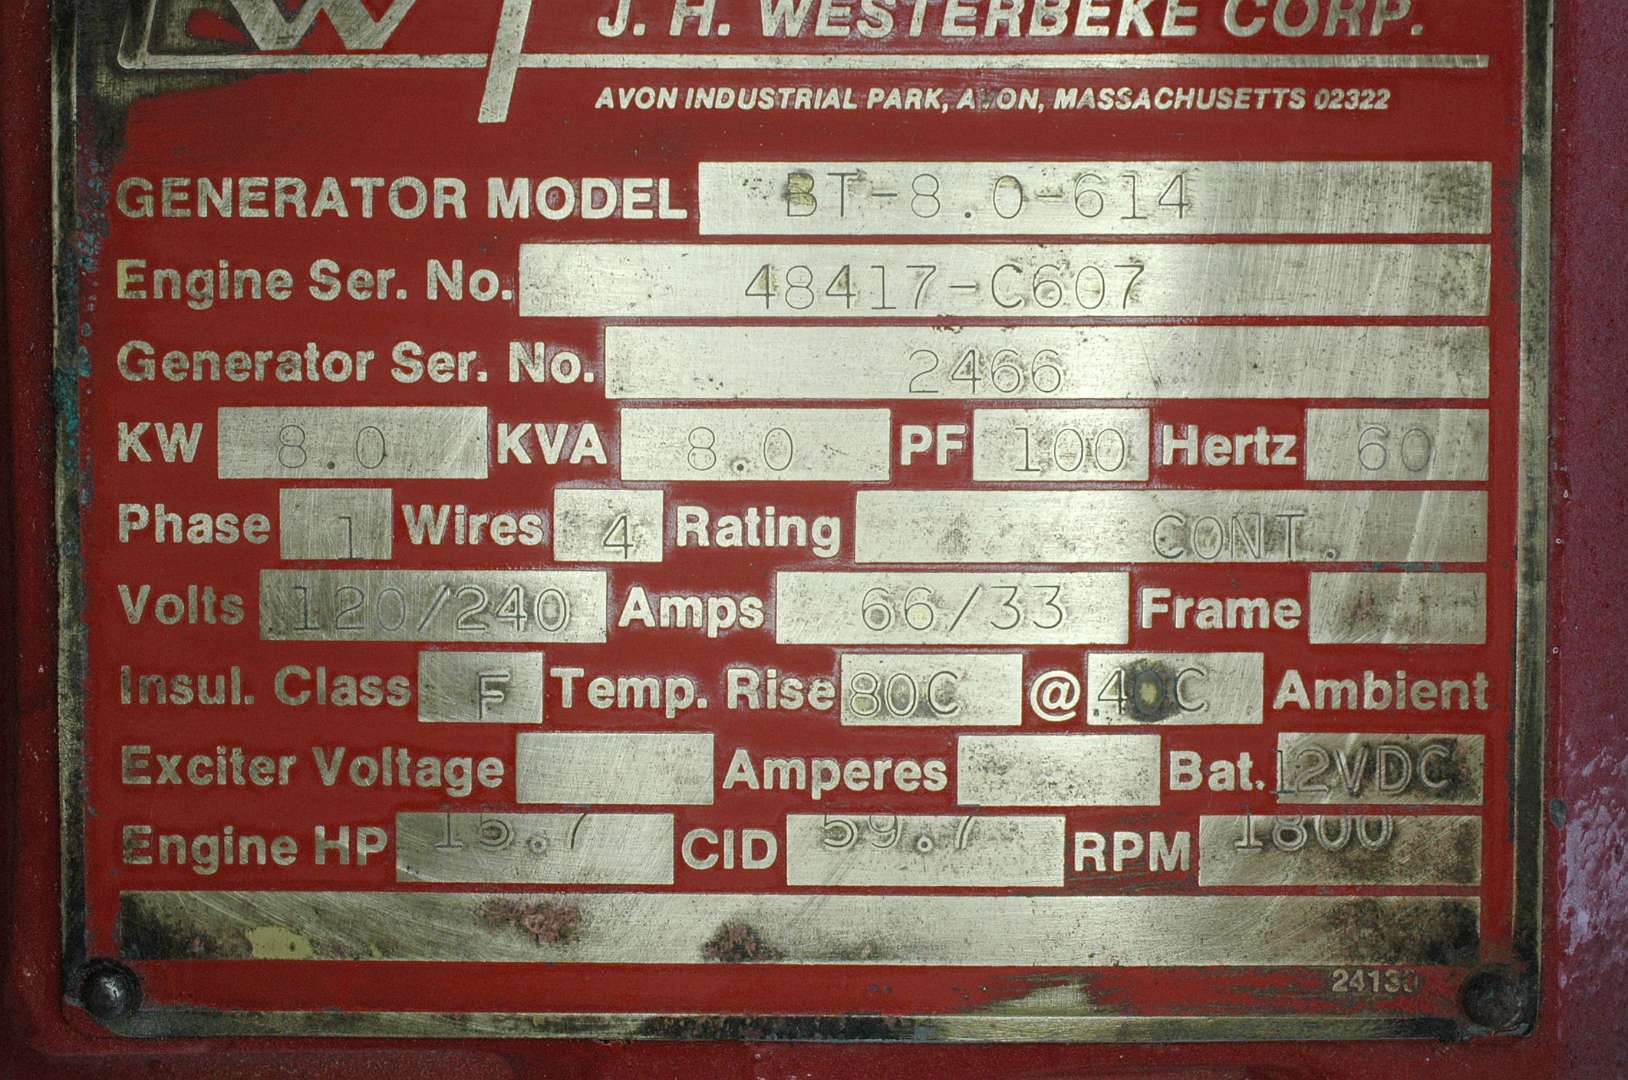 W
J. H. WESTERBEKE CORP.
AVON INDUSTRIAL PARK, AVON, MASSACHUSETTS 02322
GENERATOR MODEL BT-8.0-614
Engine Ser. No. 48417-C607
Generator Ser. No. 2466
KW 8.0 KVA 8.0 PF 100 Hertz 60
Phase 1 Wires 4 Rating CONT.
Volts 120/240 Amps 66/33 Frame
Insul. Class F Temp. Rise 80C @ 40C Ambient
Exciter Voltage Amperes Bat. 12VDC
Engine HP 15.7 CID 59.7 RPM 1800